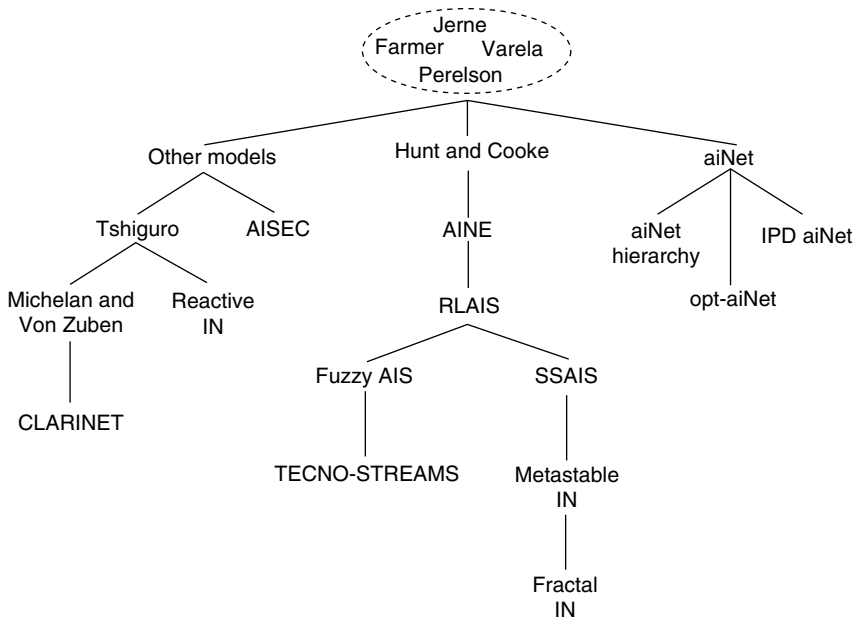 Jerne
Farmer Varela
Perelson
Other models
Hunt and Cooke
aiNet
Tshiguro
AISEC
AINE
aiNet
hierarchy
IPD aiNet
Michelan and
Von Zuben
Reactive
IN
RLAIS
opt-aiNet
Fuzzy AIS
SSAIS
CLARINET
TECNO-STREAMS
Metastable
IN
Fractal
IN